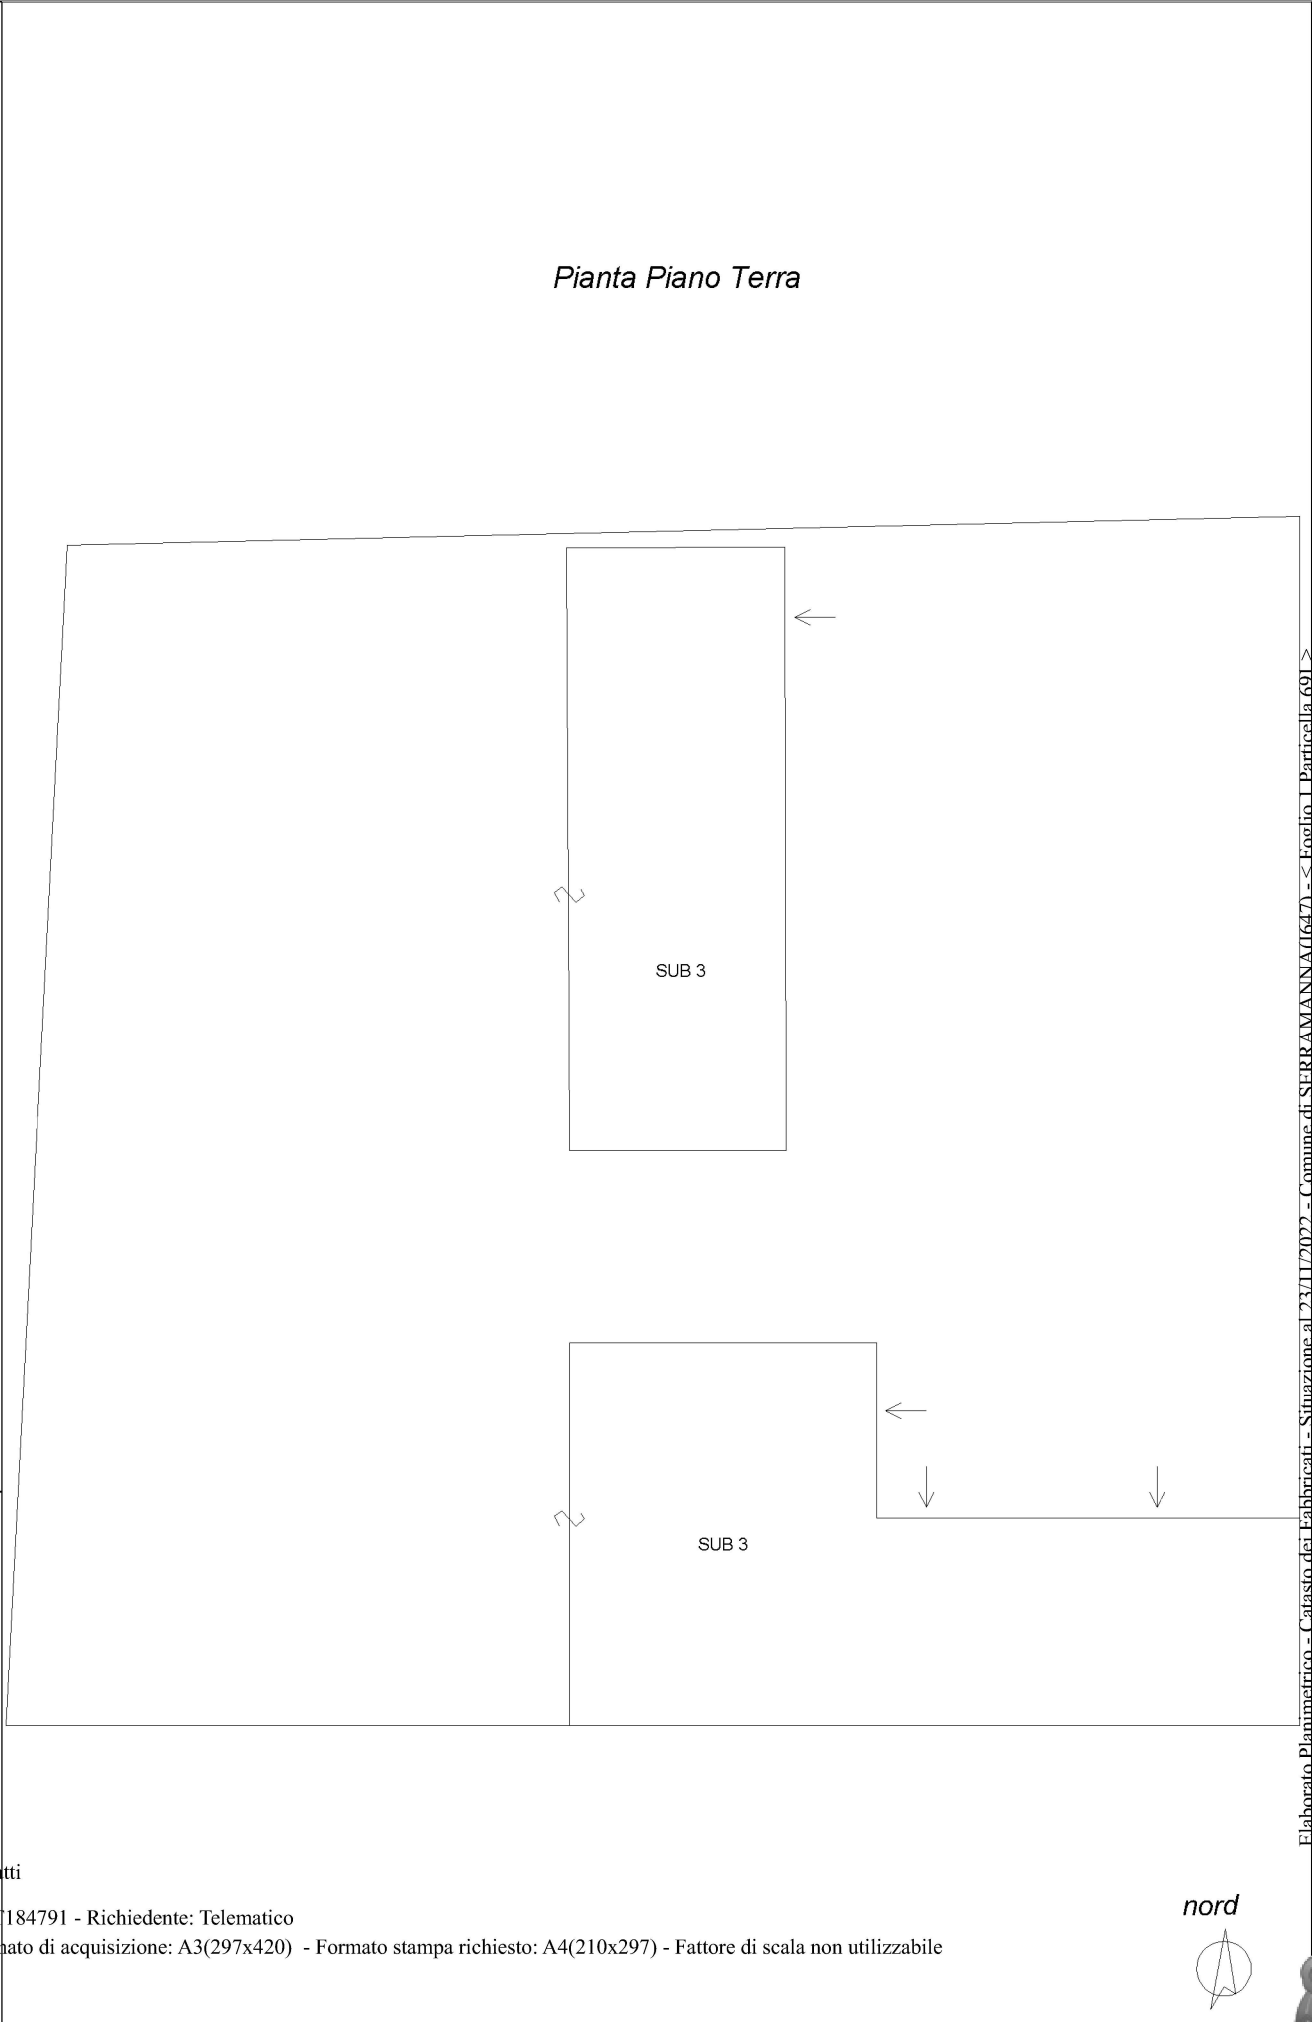 Pianta Piano Terra
SUB 3
SUB 3
Elaborato Planimetrico - Catasto dei Fabbricati - Situazione al 23/11/2022 - Comune di SERRAMANNA(I647) - < Foglio 1 Particella 691 >
184791 - Richiedente: Telematico
di acquisizione: A3(297x420) - Formato stampa richiesto: A4(210x297) - Fattore di scala non utilizzabile
nord